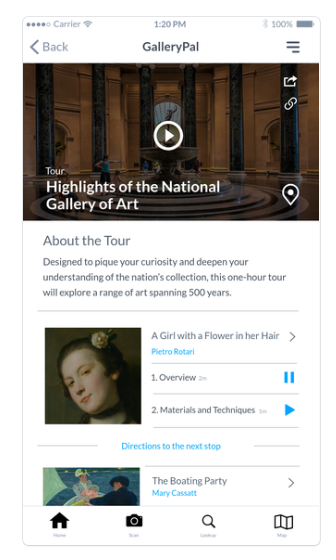 Carrier 1:20 PM 100%
Back GalleryPal
Tour
Highlights of the National
Gallery of Art
About the Tour
Designed to pique your curiosity and deepen your
understanding of the nation's collection, this one-hour tour
will explore a range of art spanning 500 years.
A Girl with a Flower in her Hair
Pietro Rotari
1. Overview 2m
2. Materials and Techniques 1m
Directions to the next stop
The Boating Party
Mary Cassatt
Home Scan Lookup Map